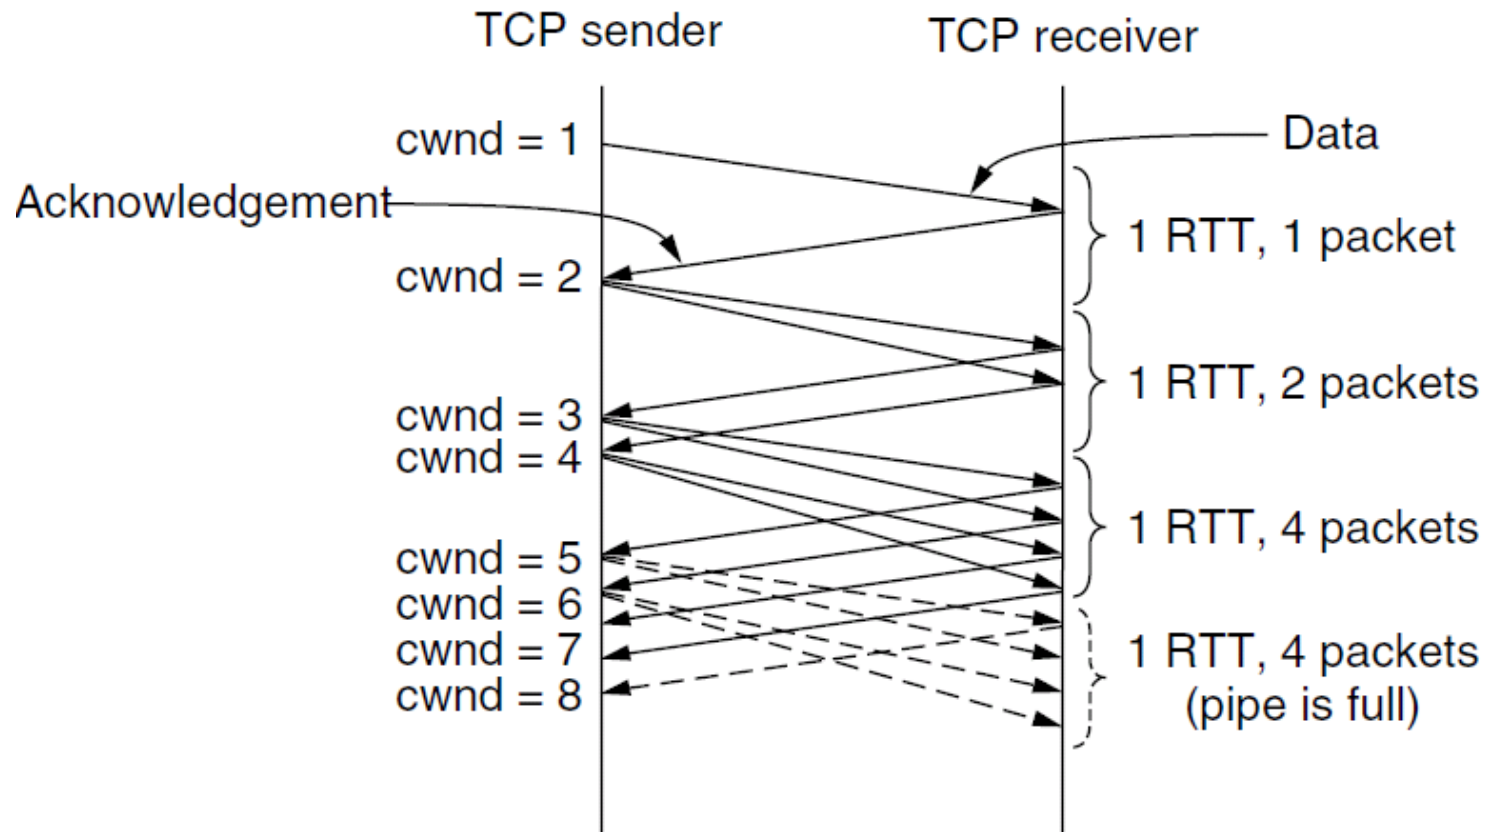 TCP sender
TCP receiver
cwnd = 1
Data
Acknowledgement
1 RTT, 1 packet
cwnd = 2
1 RTT, 2 packets
cwnd = 3
cwnd = 4
1 RTT, 4 packets
cwnd = 5
cwnd = 6
cwnd = 7
1 RTT, 4 packets
(pipe is full)
cwnd = 8